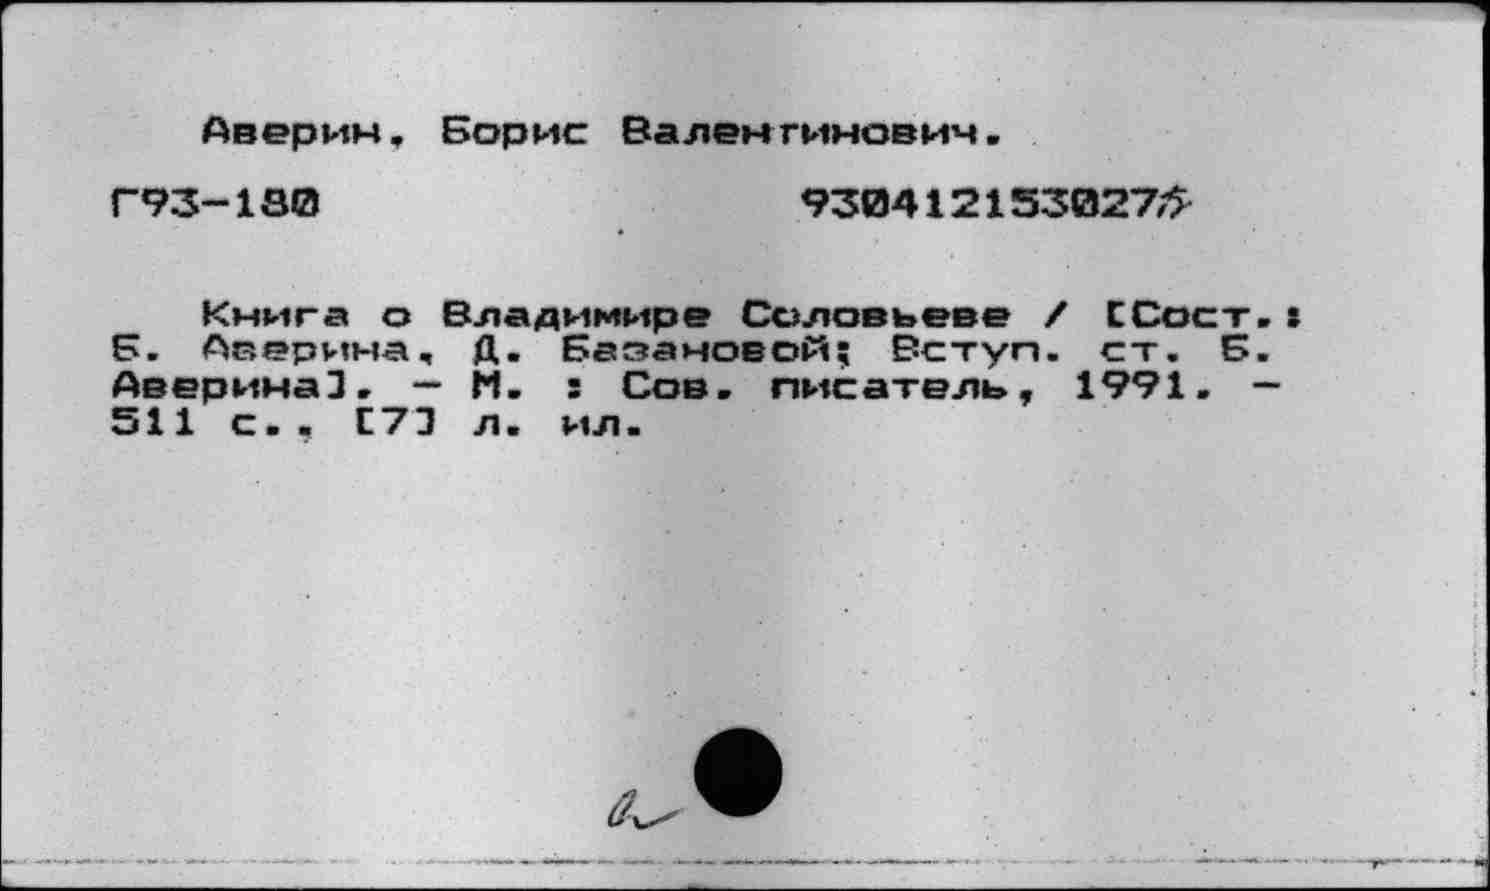 Аверин, Борис Валентинович.
Г93-180 930412153027
Книга о Владимире Соловьеве / [Сост.:
Б. Аверина, Д. Базановой; Вступ. ст. Б.
Аверина]. - М. : Сов. писатель, 1991. -
511 с., [7] л. ил.